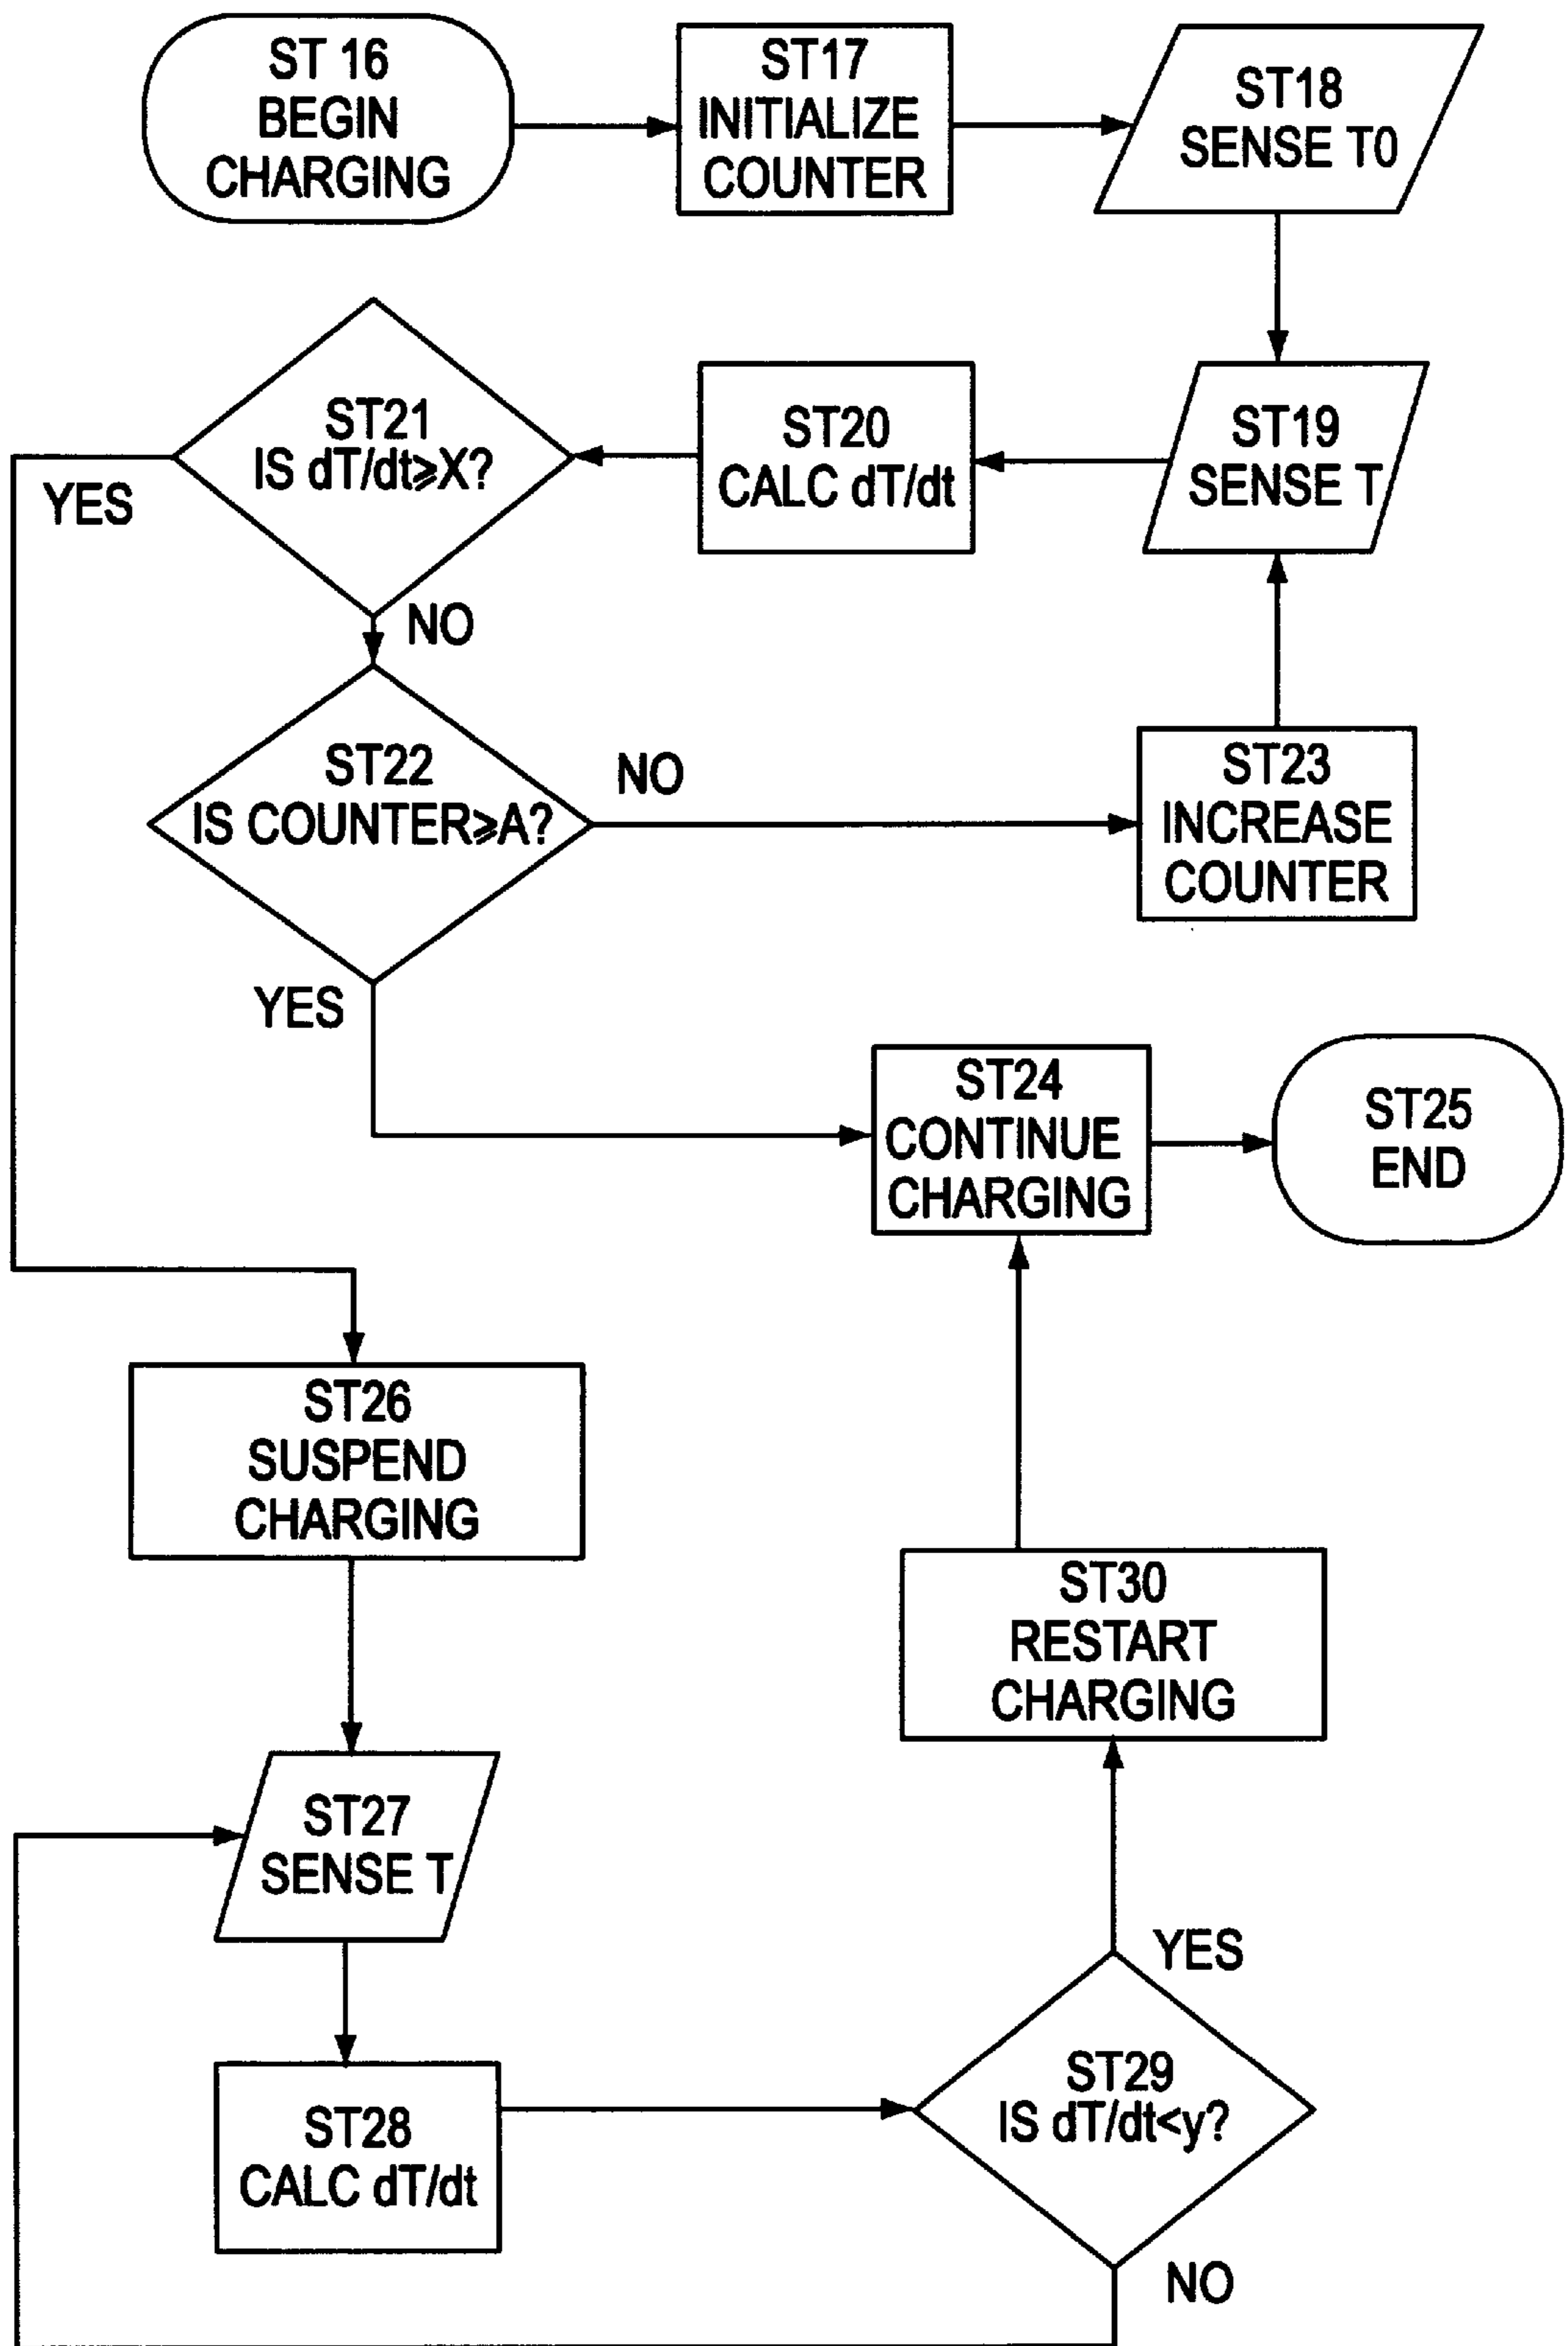 ST 16
BEGIN
CHARGING
ST17
INITIALIZE
COUNTER
ST18
SENSE T0
ST21
IS dT/dt⩾X?
YES
NO
ST20
CALC dT/dt
ST19
SENSE T
ST22
IS COUNTER⩾A?
NO
YES
ST23
INCREASE
COUNTER
ST24
CONTINUE
CHARGING
ST25
END
ST26
SUSPEND
CHARGING
ST30
RESTART
CHARGING
ST27
SENSE T
YES
ST28
CALC dT/dt
ST29
IS dT/dt<y?
NO